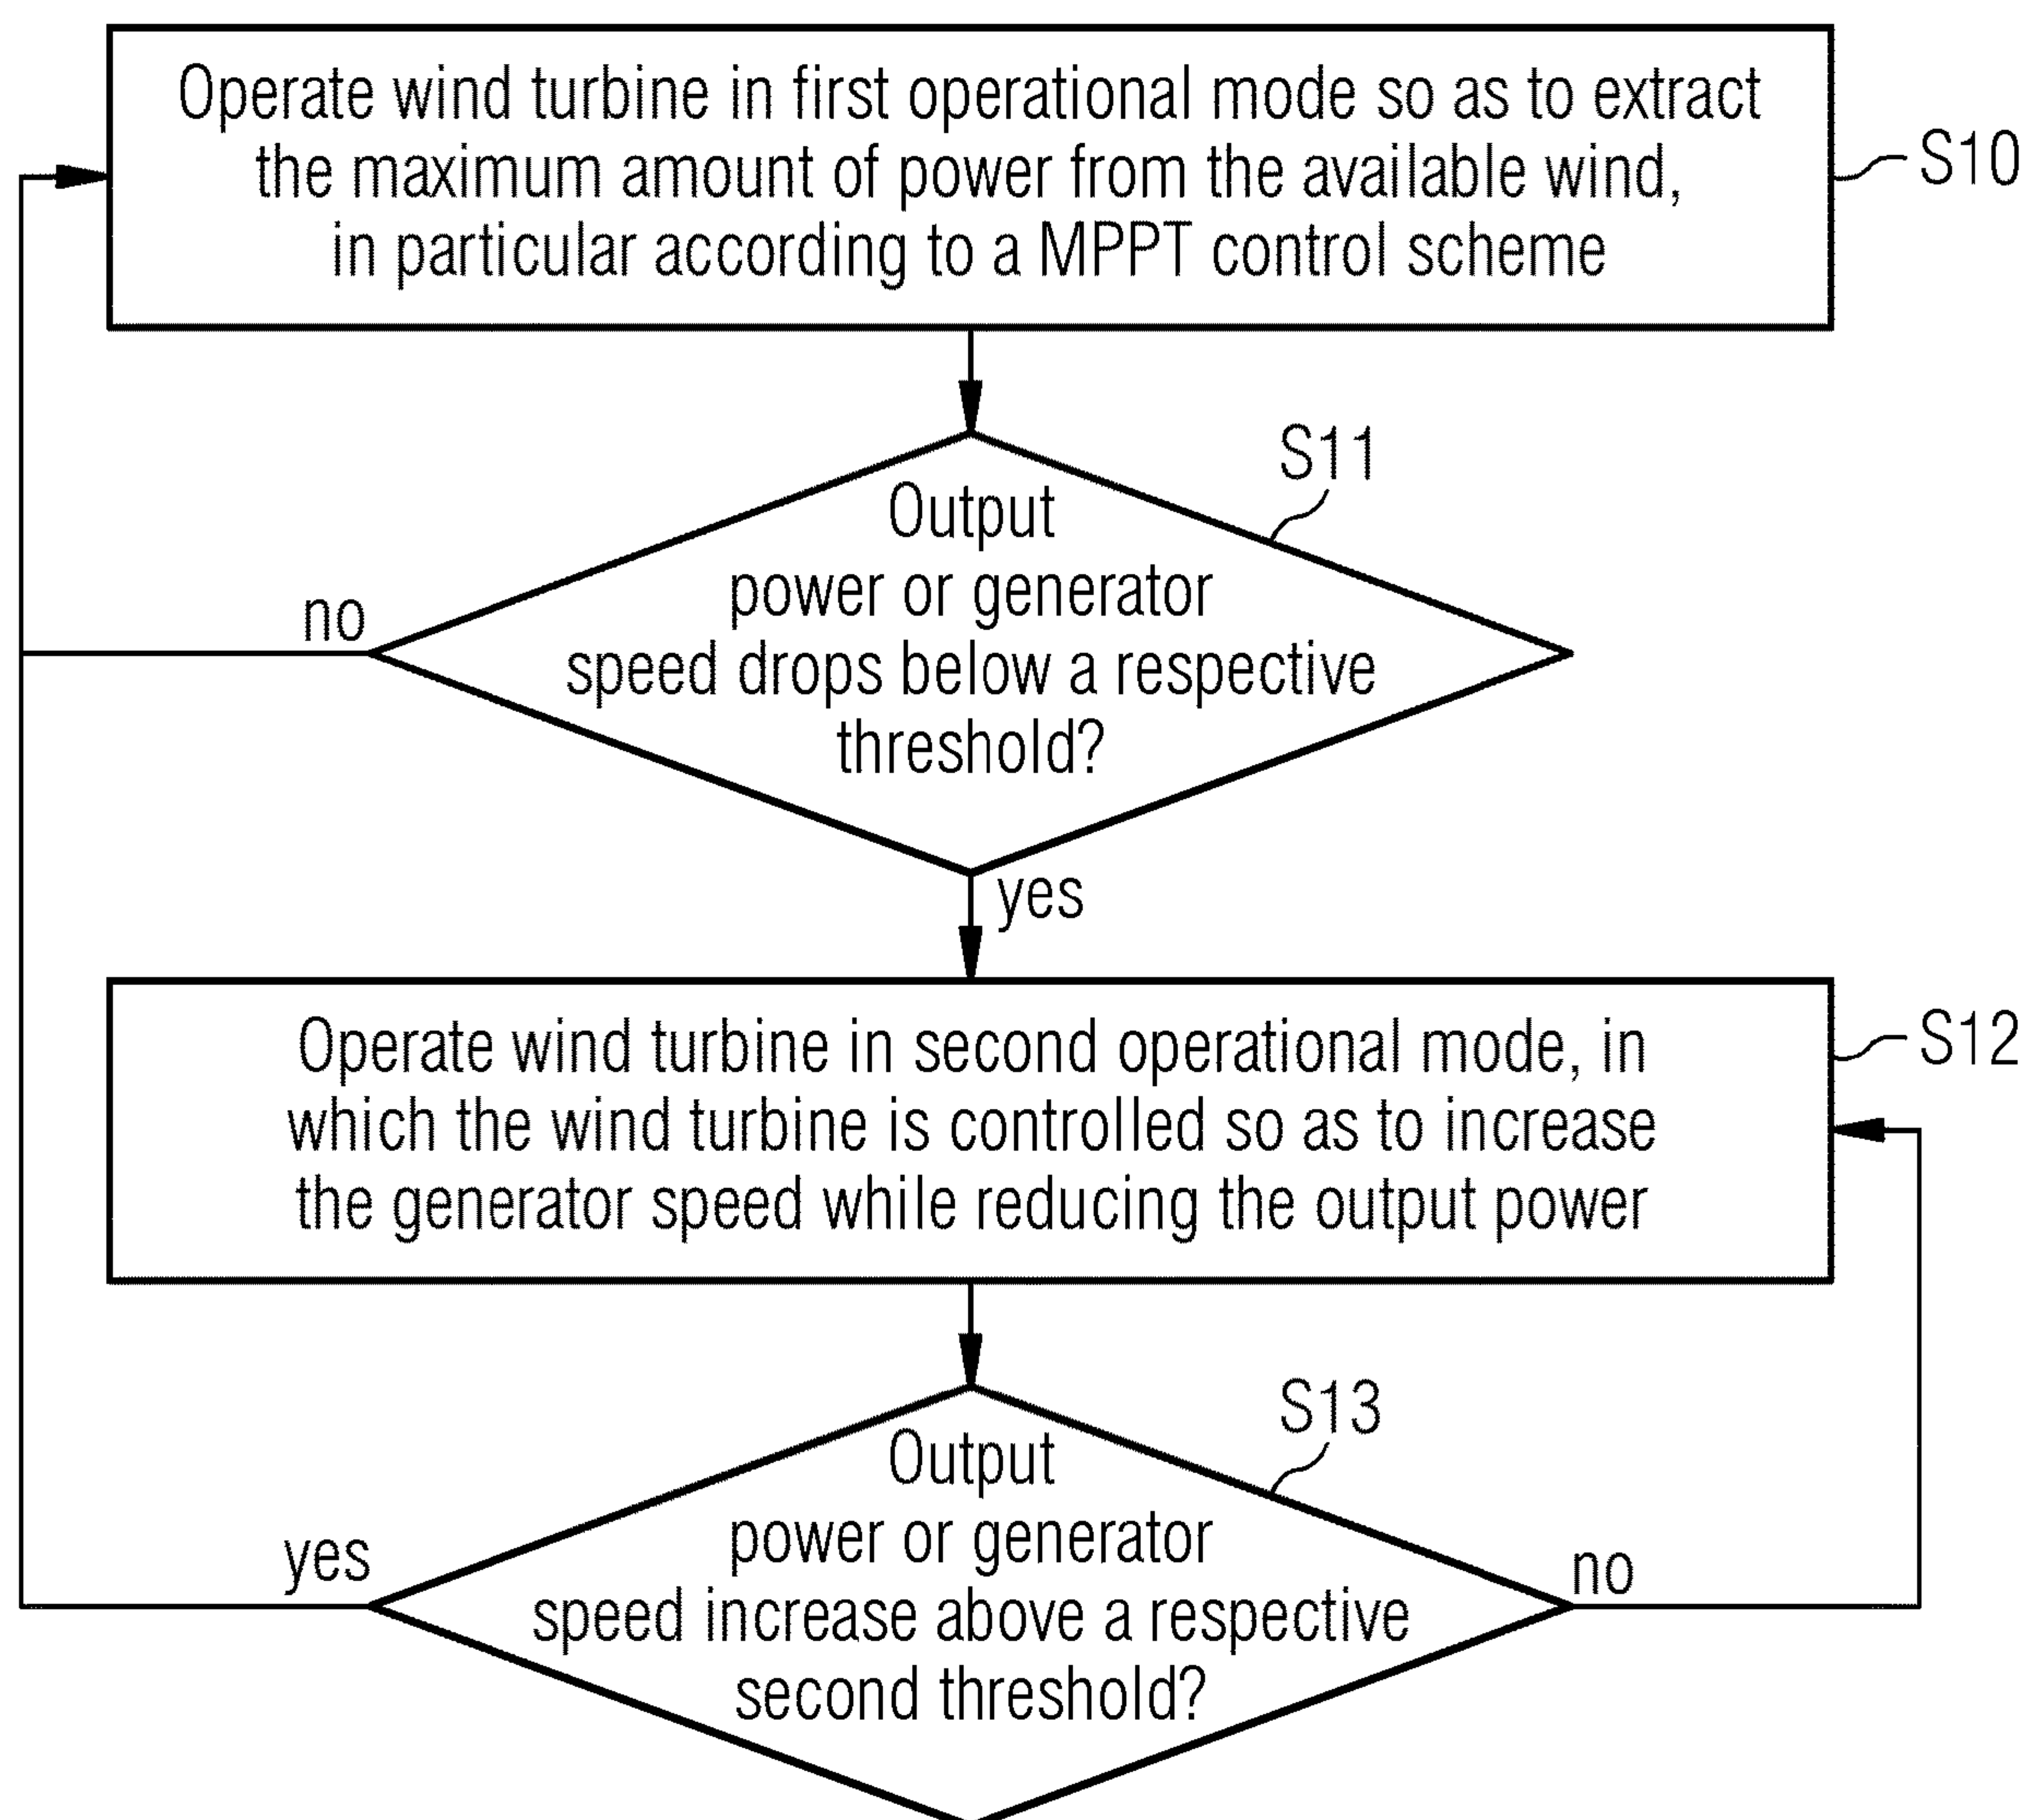 Operate wind turbine in first operational mode so as to extract
the maximum amount of power from the available wind,
in particular according to a MPPT control scheme
S10
S11
Output
power or generator
speed drops below a respective
threshold?
no
yes
Operate wind turbine in second operational mode, in
which the wind turbine is controlled so as to increase
the generator speed while reducing the output power
S12
S13
Output
power or generator
speed increase above a respective
second threshold?
yes
no